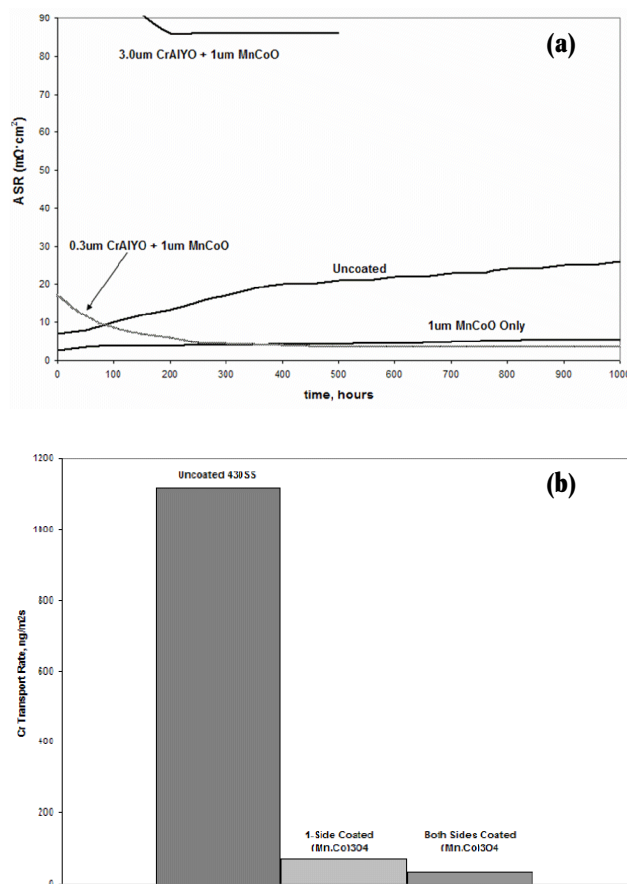 (a)
90
80
70
60
50
40
30
20
10
0
ASR (mΩ·cm²)
3.0um CrAlYO + 1um MnCoO
0.3um CrAlYO + 1um MnCoO
Uncoated
1um MnCoO Only
0 100 200 300 400 500 600 700 800 900 1000
time, hours
(b)
1200
1000
800
600
400
200
0
Cr Transport Rate, ng/m2s
Uncoated 430SS
1-Side Coated
(Mn,Co)3O4
Both Sides Coated
(Mn,Co)3O4